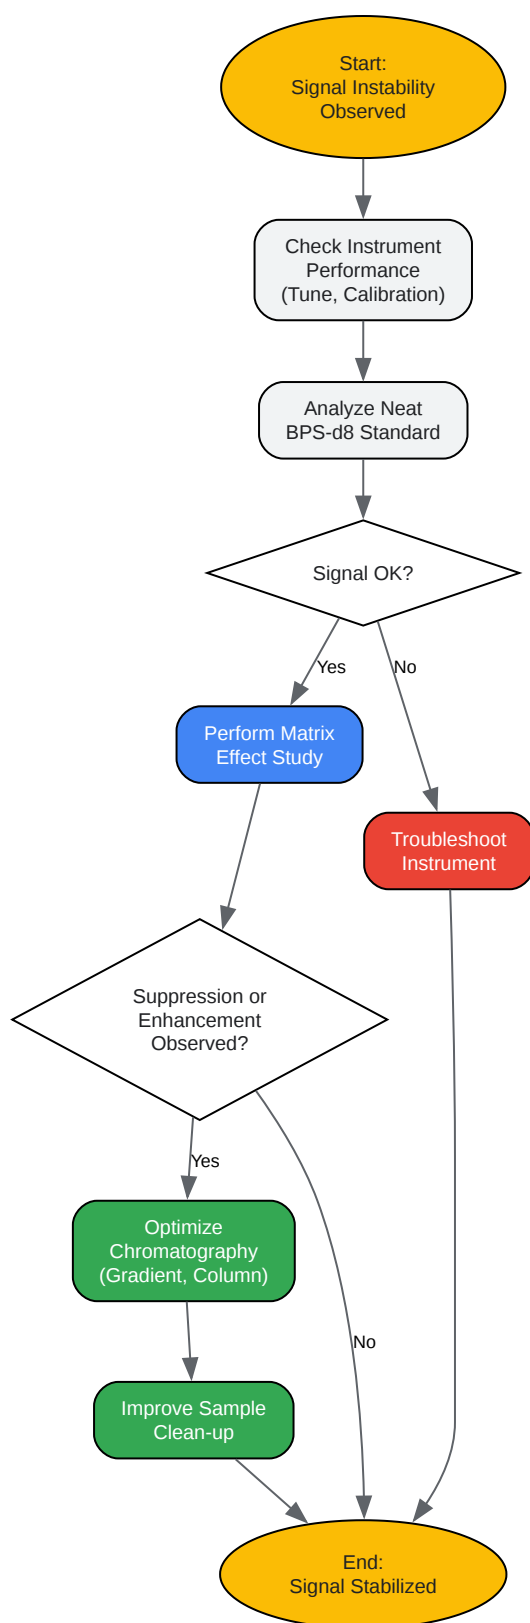 Start:
Signal Instability
Observed
Check Instrument
Performance
(Tune, Calibration)
Analyze Neat
BPS-d8 Standard
Signal OK?
Yes
No
Perform Matrix
Effect Study
Troubleshoot
Instrument
Suppression or
Enhancement
Observed?
Yes
Optimize
Chromatography
(Gradient, Column)
No
Improve Sample
Clean-up
End:
Signal Stabilized